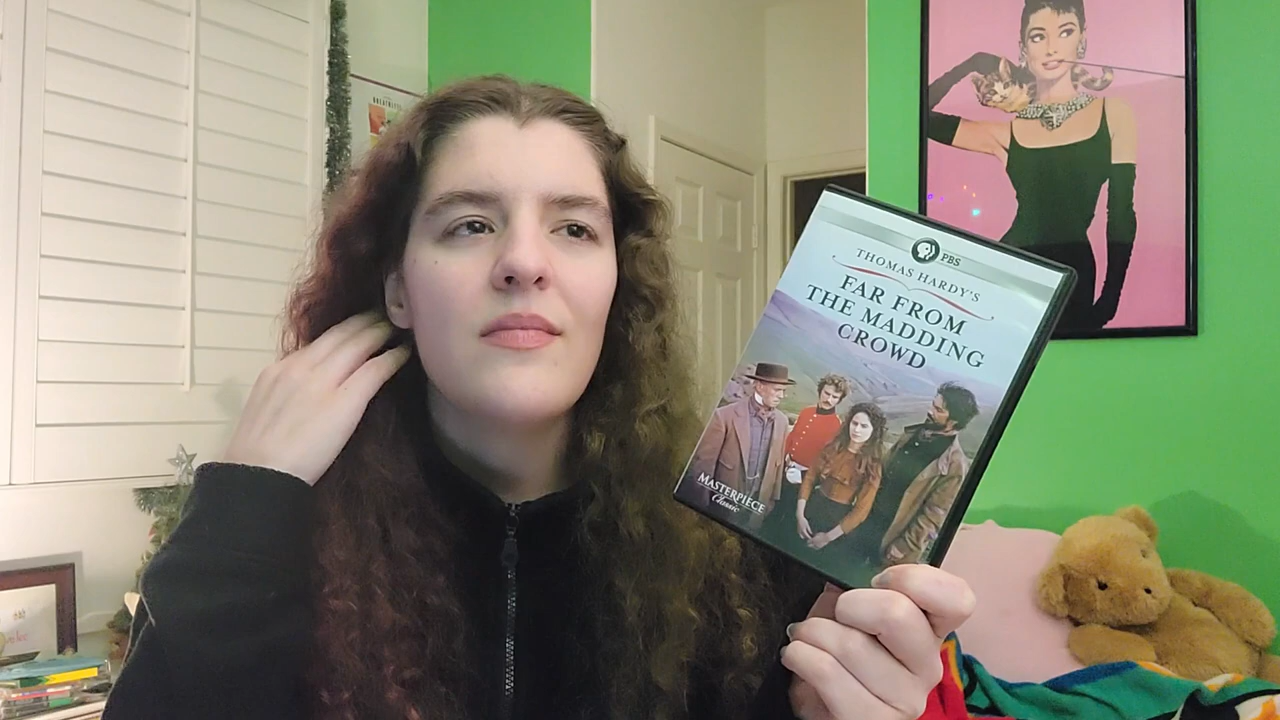 PBS
THOMAS HARDY'S
FAR FROM
THE MADDING
CROWD
MASTERPIECE
Classic